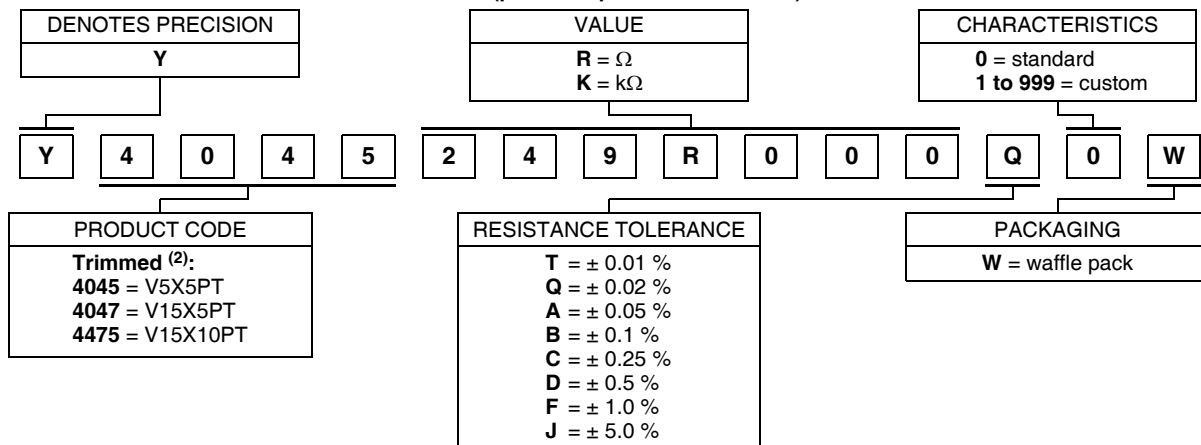 DENOTES PRECISION
Y
VALUE
R = Ω
K = kΩ
CHARACTERISTICS
0 = standard
1 to 999 = custom
Y 4 0 4 5 2 4 9 R 0 0 0 Q 0 W
PRODUCT CODE
Trimmed (2):
4045 = V5X5PT
4047 = V15X5PT
4475 = V15X10PT
RESISTANCE TOLERANCE
T = ± 0.01 %
Q = ± 0.02 %
A = ± 0.05 %
B = ± 0.1 %
C = ± 0.25 %
D = ± 0.5 %
F = ± 1.0 %
J = ± 5.0 %
PACKAGING
W = waffle pack